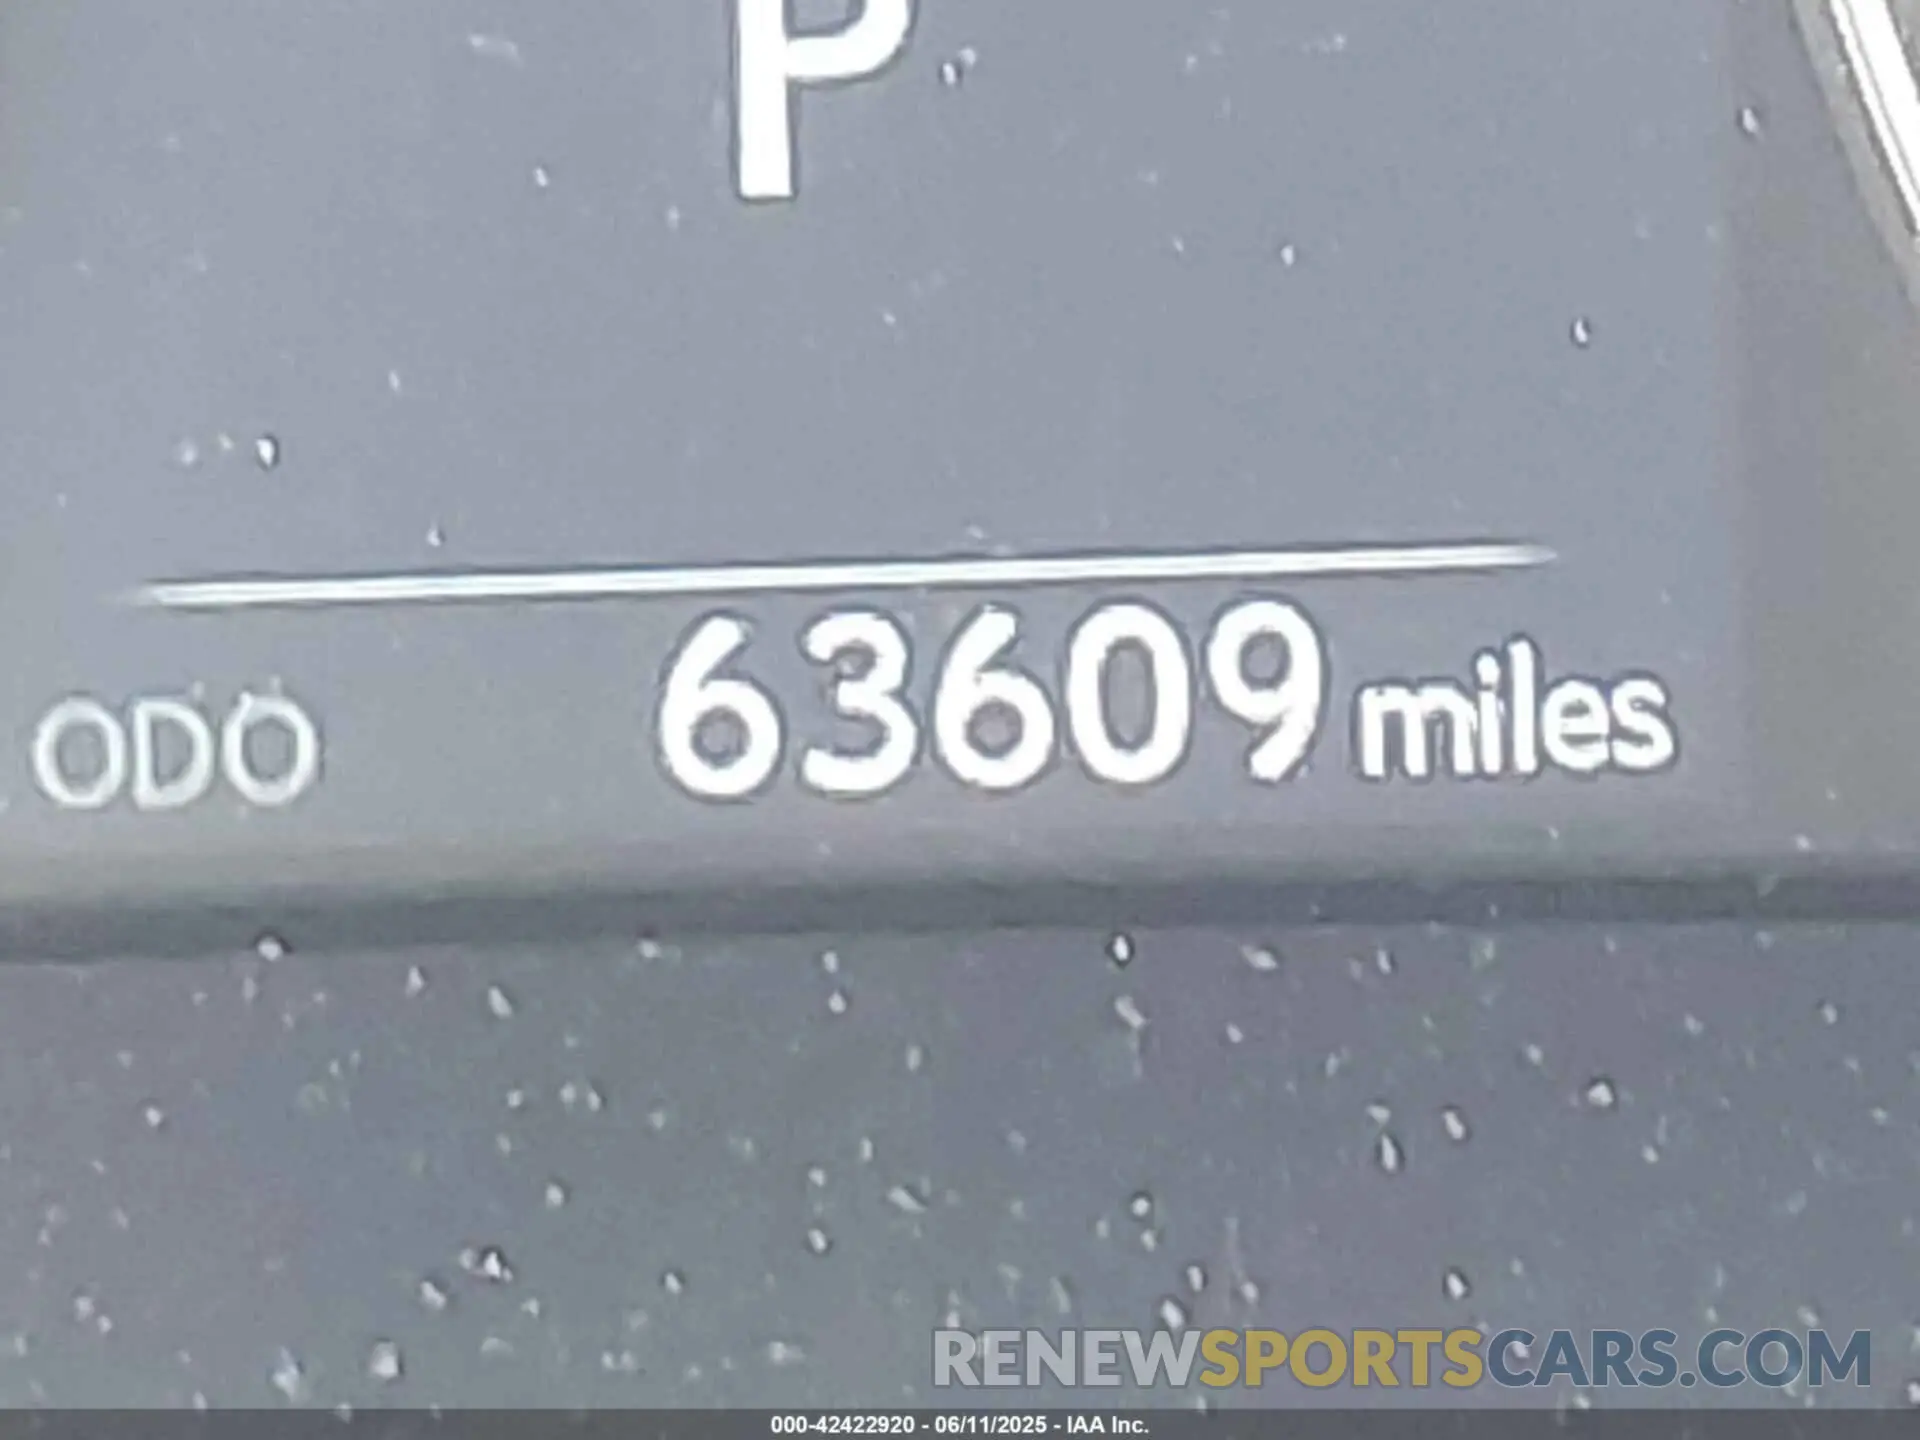 P
ODO 63609 miles
RENEWSPORTSCARS.COM
000-42422920 - 06/11/2025 - IAA Inc.